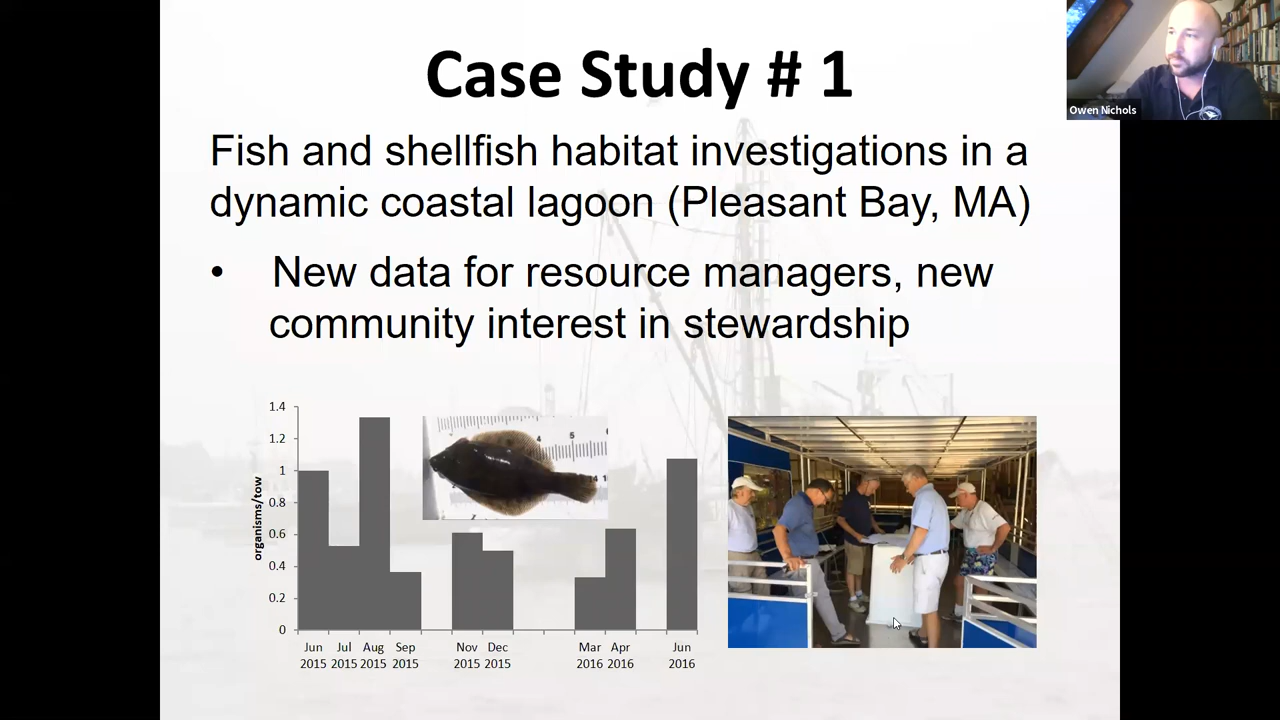 Case Study # 1
Owen Nichols
Fish and shellfish habitat investigations in a
dynamic coastal lagoon (Pleasant Bay, MA)
• New data for resource managers, new
community interest in stewardship
organisms/tow
1.4
1.2
1
0.8
0.6
0.4
0.2
0
Jun Jul Aug Sep Nov Dec Mar Apr Jun
2015 2015 2015 2015 2015 2015 2016 2016 2016
4 5